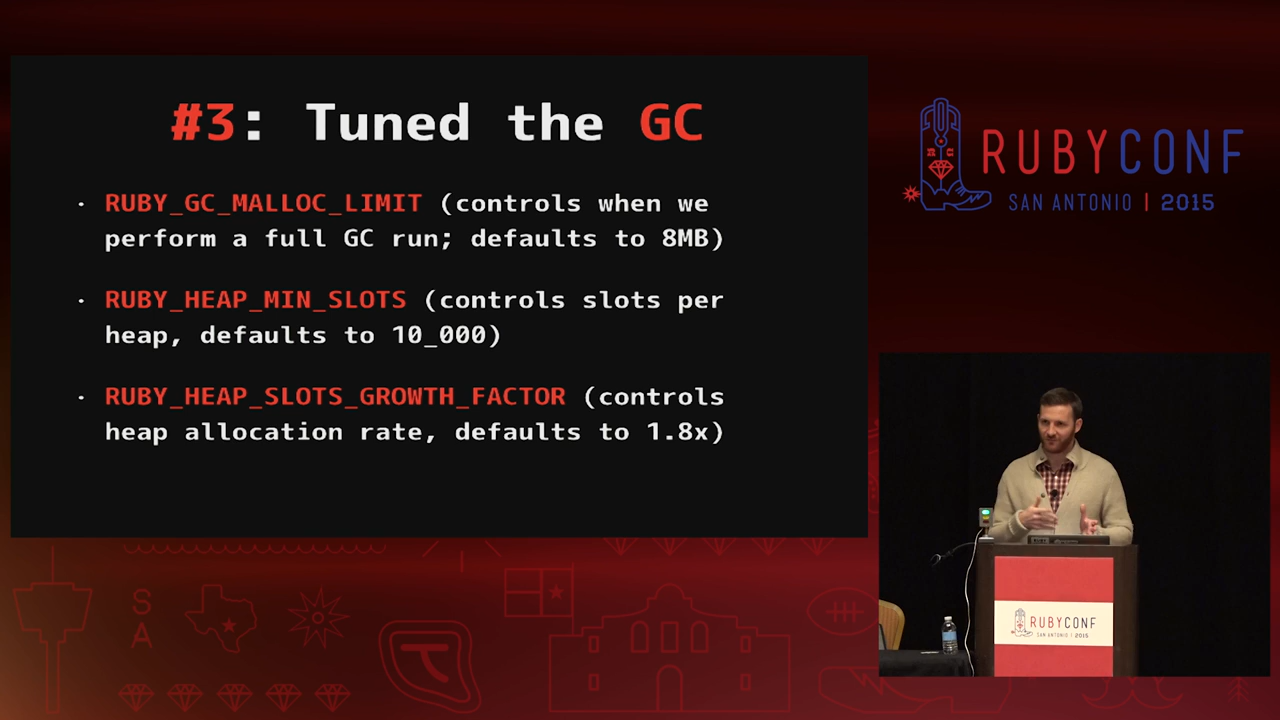 #3: Tuned the GC
· RUBY_GC_MALLOC_LIMIT (controls when we
perform a full GC run; defaults to 8MB)
· RUBY_HEAP_MIN_SLOTS (controls slots per
heap, defaults to 10_000)
· RUBY_HEAP_SLOTS_GROWTH_FACTOR (controls
heap allocation rate, defaults to 1.8x)
RUBYCONF
SAN ANTONIO | 2015
RUBYCONF
SAN ANTONIO | 2015
S
A